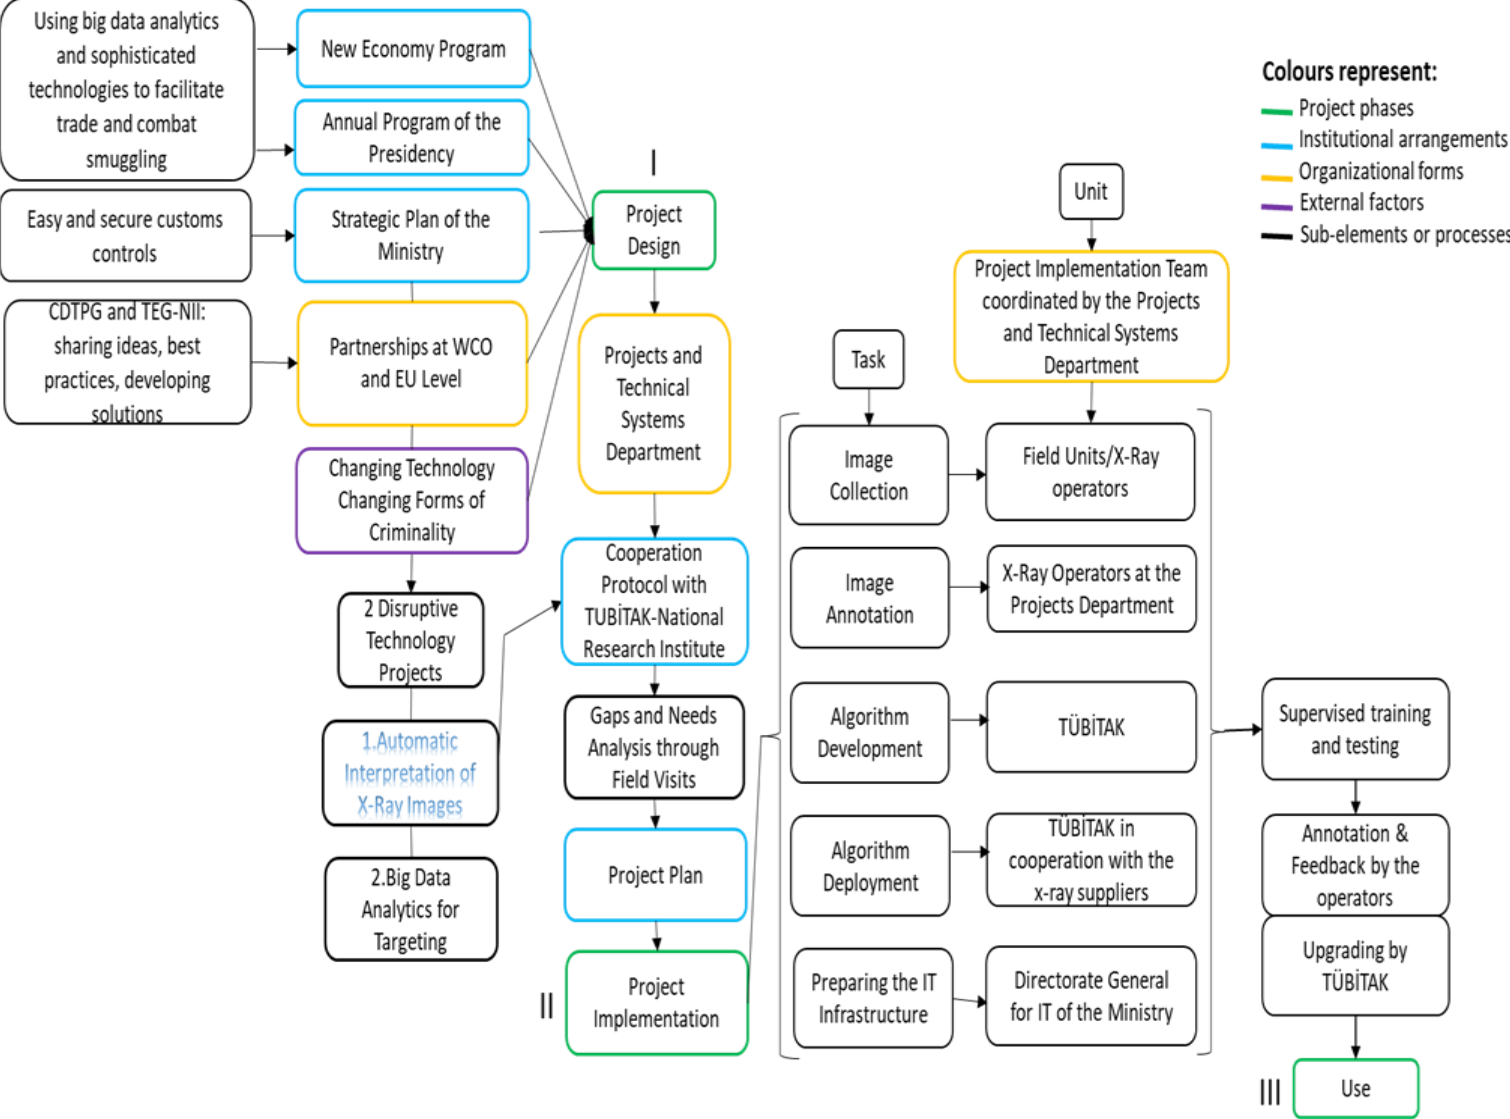 Using big data analytics
and sophisticated
technologies to facilitate
trade and combat
smuggling
New Economy Program
Annual Program of the
Presidency
Easy and secure customs
controls
Strategic Plan of the
Ministry
CDTPG and TEG-NII:
sharing ideas, best
practices, developing
solutions
Partnerships at WCO
and EU Level
Changing Technology
Changing Forms of
Criminality
2 Disruptive
Technology
Projects
1.Automatic
Interpretation of
X-Ray Images
2.Big Data
Analytics for
Targeting
I
Project
Design
Projects and
Technical
Systems
Department
Cooperation
Protocol with
TUBİTAK-National
Research Institute
Gaps and Needs
Analysis through
Field Visits
Project Plan
II
Project
Implementation
Task
Image
Collection
Image
Annotation
Algorithm
Development
Algorithm
Deployment
Preparing the IT
Infrastructure
Unit
Project Implementation Team
coordinated by the Projects
and Technical Systems
Department
Field Units/X-Ray
operators
X-Ray Operators at the
Projects Department
TÜBİTAK
TÜBİTAK in
cooperation with the
x-ray suppliers
Directorate General
for IT of the Ministry
Colours represent:
Project phases
Institutional arrangements
Organizational forms
External factors
Sub-elements or processes
Supervised training
and testing
Annotation &
Feedback by the
operators
Upgrading by
TÜBİTAK
III
Use